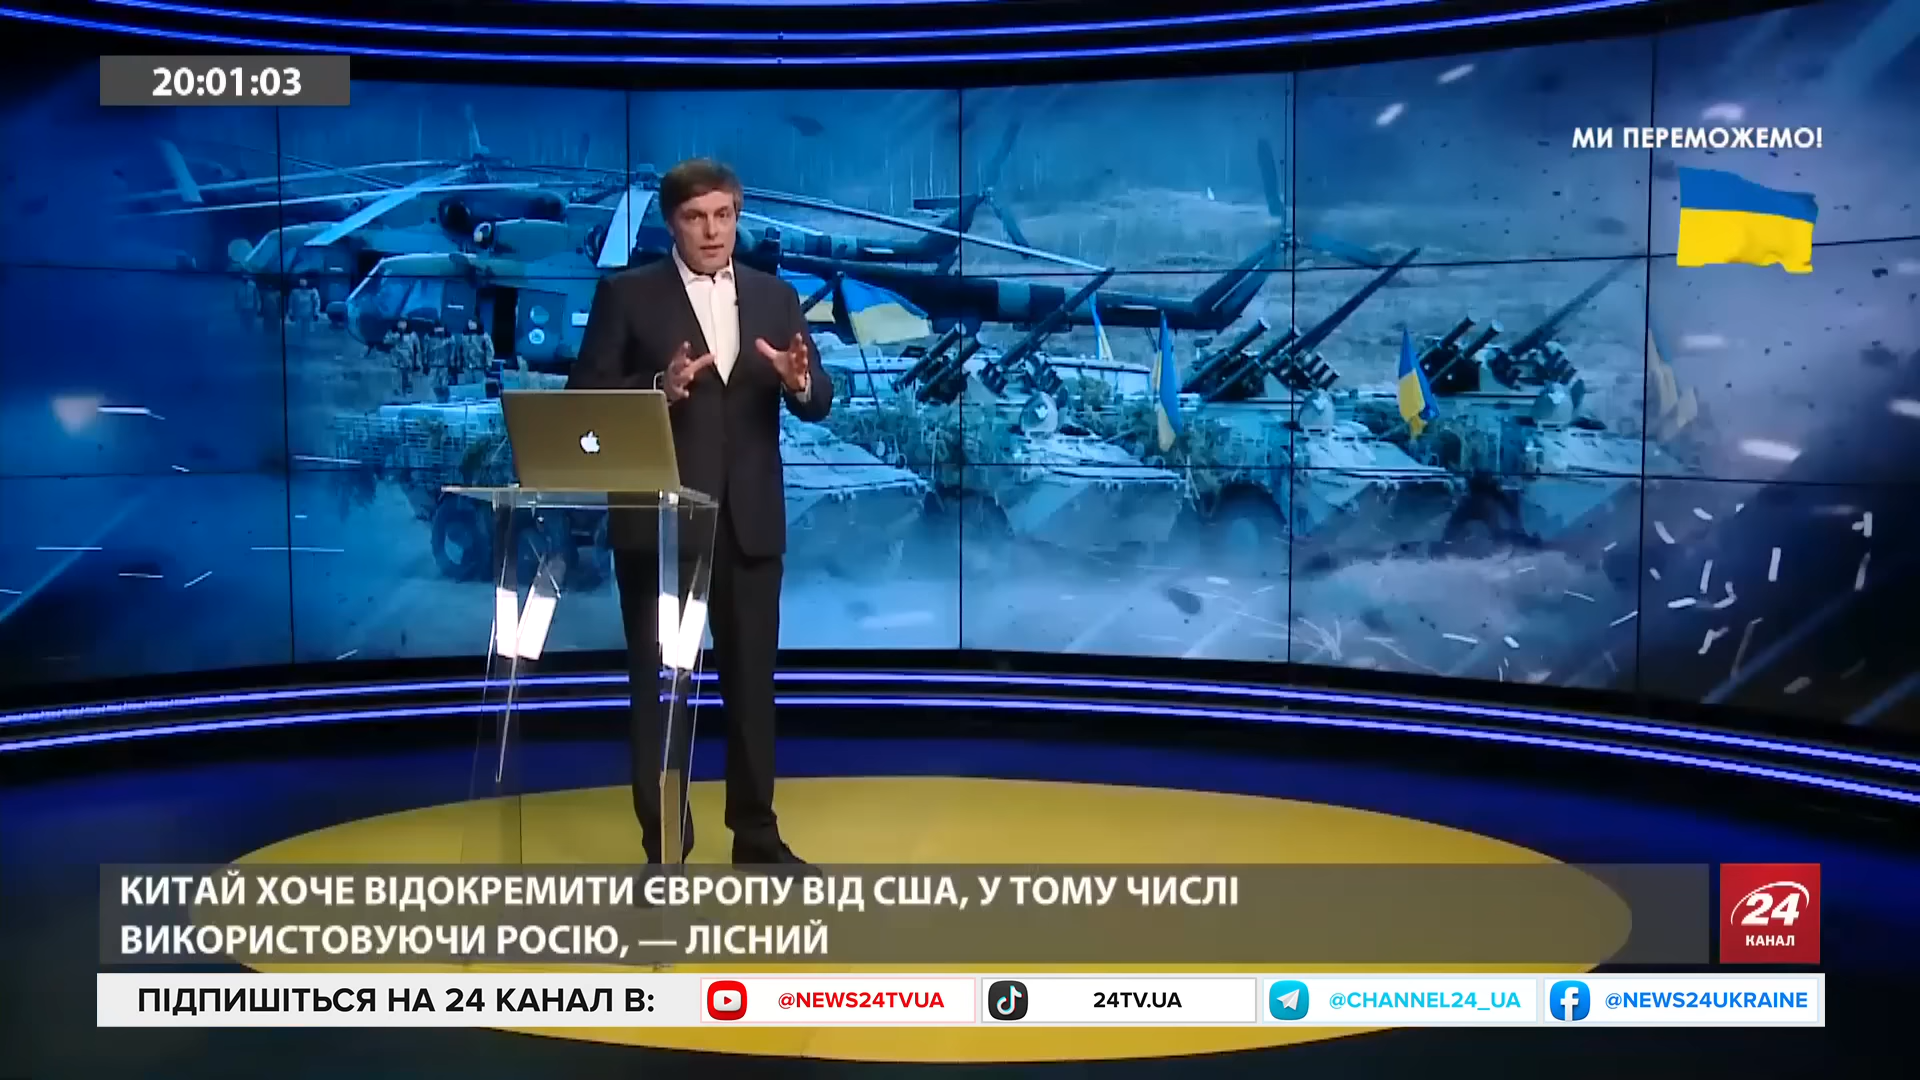 20:01:03
МИ ПЕРЕМОЖЕМО!
КИТАЙ ХОЧЕ ВІДОКРЕМИТИ ЄВРОПУ ВІД США, У ТОМУ ЧИСЛІ
ВИКОРИСТОВУЮЧИ РОСІЮ, — ЛІСНИЙ
24
КАНАЛ
ПІДПИШІТЬСЯ НА 24 КАНАЛ В:
@NEWS24TVUA
24TV.UA
@CHANNEL24_UA
@NEWS24UKRAINE